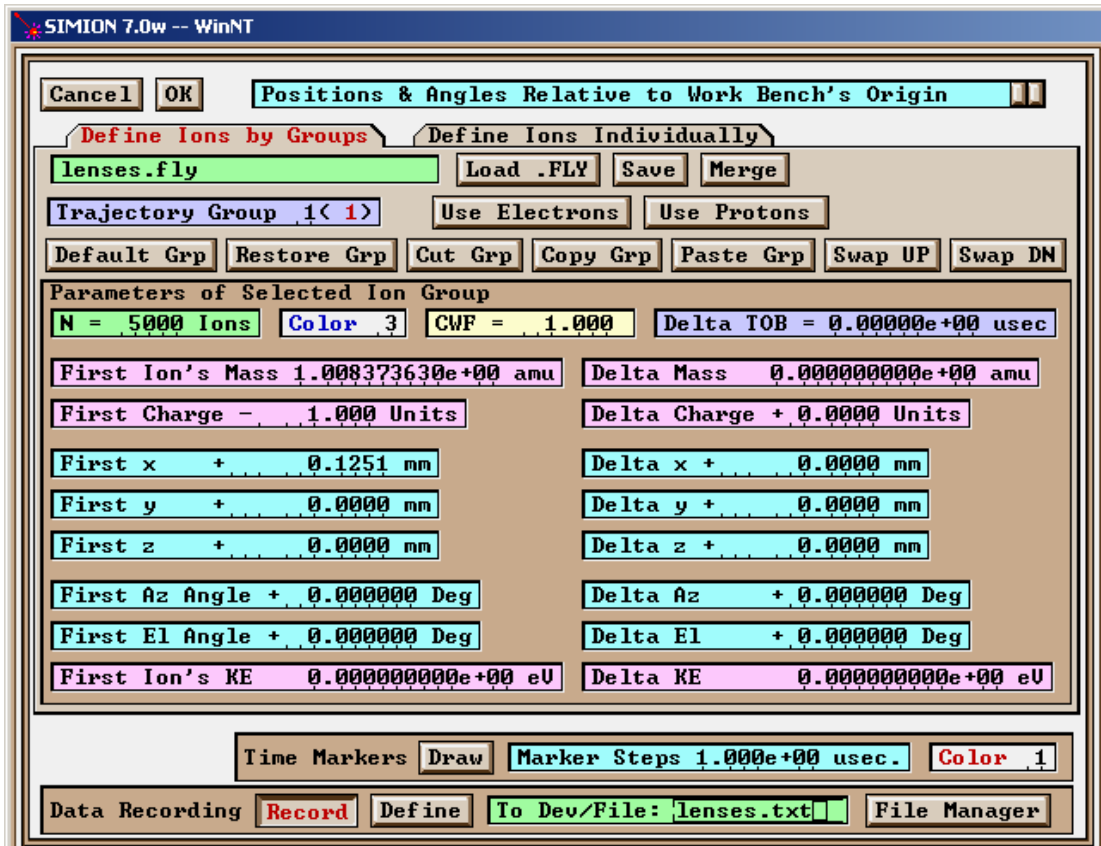 SIMION 7.0w -- WinNT
Cancel OK Positions & Angles Relative to Work Bench's Origin
Define Ions by Groups Define Ions Individually
lenses.fly Load .FLY Save Merge
Trajectory Group 1( 1) Use Electrons Use Protons
Default Grp Restore Grp Cut Grp Copy Grp Paste Grp Swap UP Swap DN
Parameters of Selected Ion Group
N = 5000 Ions Color 3 CWF = 1.000 Delta TOB = 0.00000e+00 usec
First Ion's Mass 1.008373630e+00 amu Delta Mass 0.000000000e+00 amu
First Charge - 1.000 Units Delta Charge + 0.0000 Units
First x + 0.1251 mm Delta x + 0.0000 mm
First y + 0.0000 mm Delta y + 0.0000 mm
First z + 0.0000 mm Delta z + 0.0000 mm
First Az Angle + 0.000000 Deg Delta Az + 0.000000 Deg
First El Angle + 0.000000 Deg Delta El + 0.000000 Deg
First Ion's KE 0.000000000e+00 eV Delta KE 0.000000000e+00 eV
Time Markers Draw Marker Steps 1.000e+00 usec. Color 1
Data Recording Record Define To Dev/File: lenses.txt File Manager